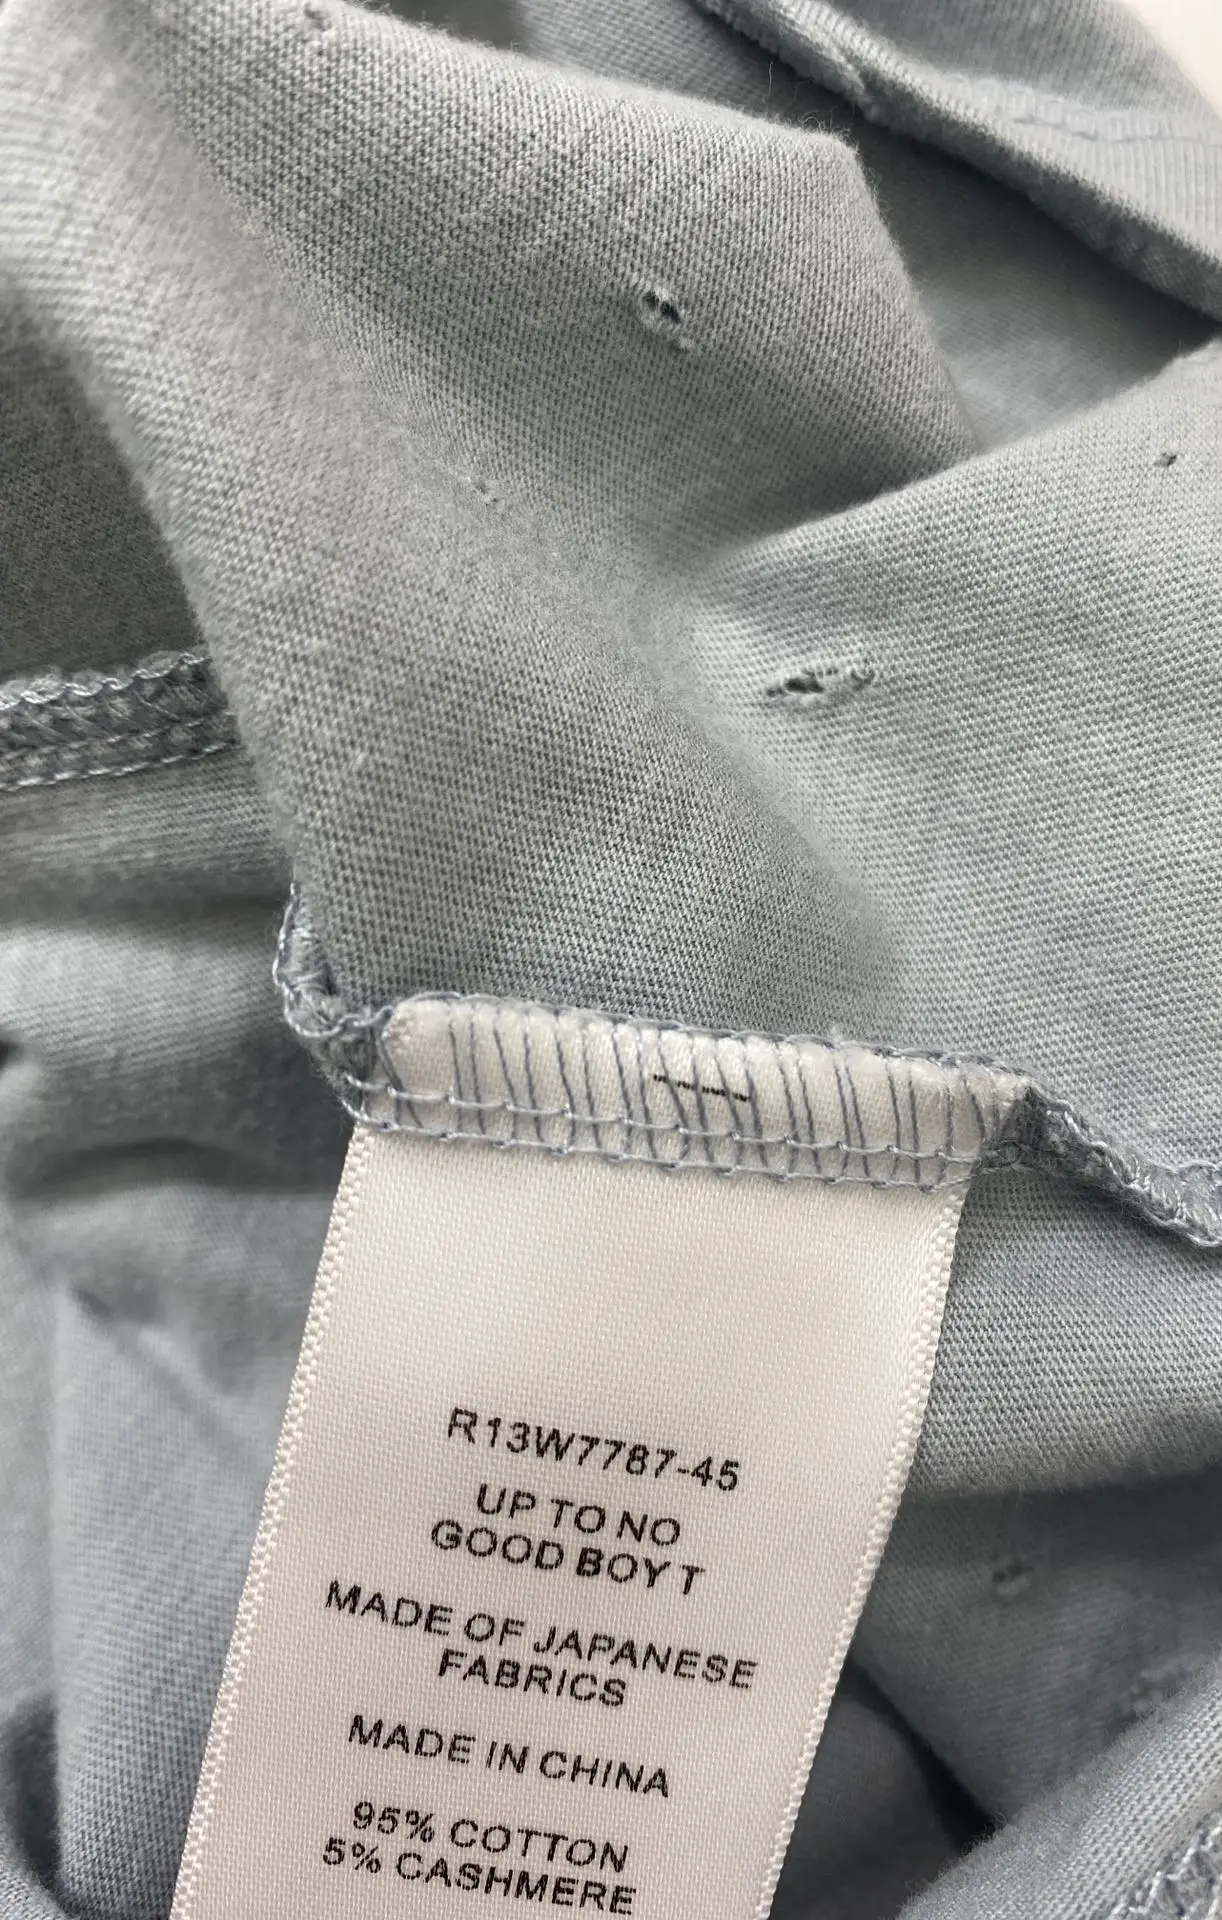 R13W7787-45
UP TO NO
GOOD BOY T
MADE OF JAPANESE
FABRICS
MADE IN CHINA
95% COTTON
5% CASHMERE